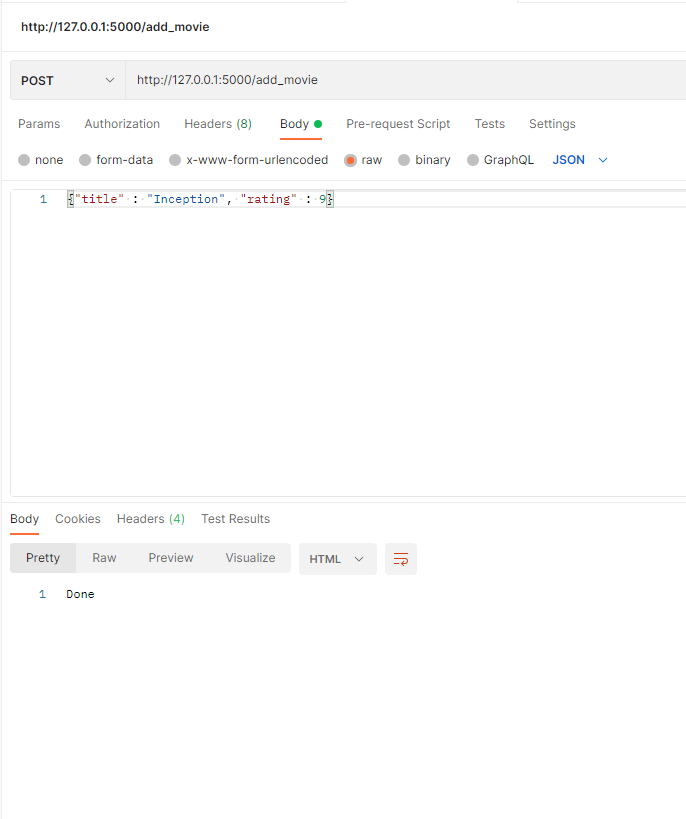 http://127.0.0.1:5000/add_movie
POST http://127.0.0.1:5000/add_movie
Params Authorization Headers (8) Body Pre-request Script Tests Settings
none form-data x-www-form-urlencoded raw binary GraphQL JSON
1 {"title" : "Inception", "rating" : 9}
Body Cookies Headers (4) Test Results
Pretty Raw Preview Visualize HTML
1 Done